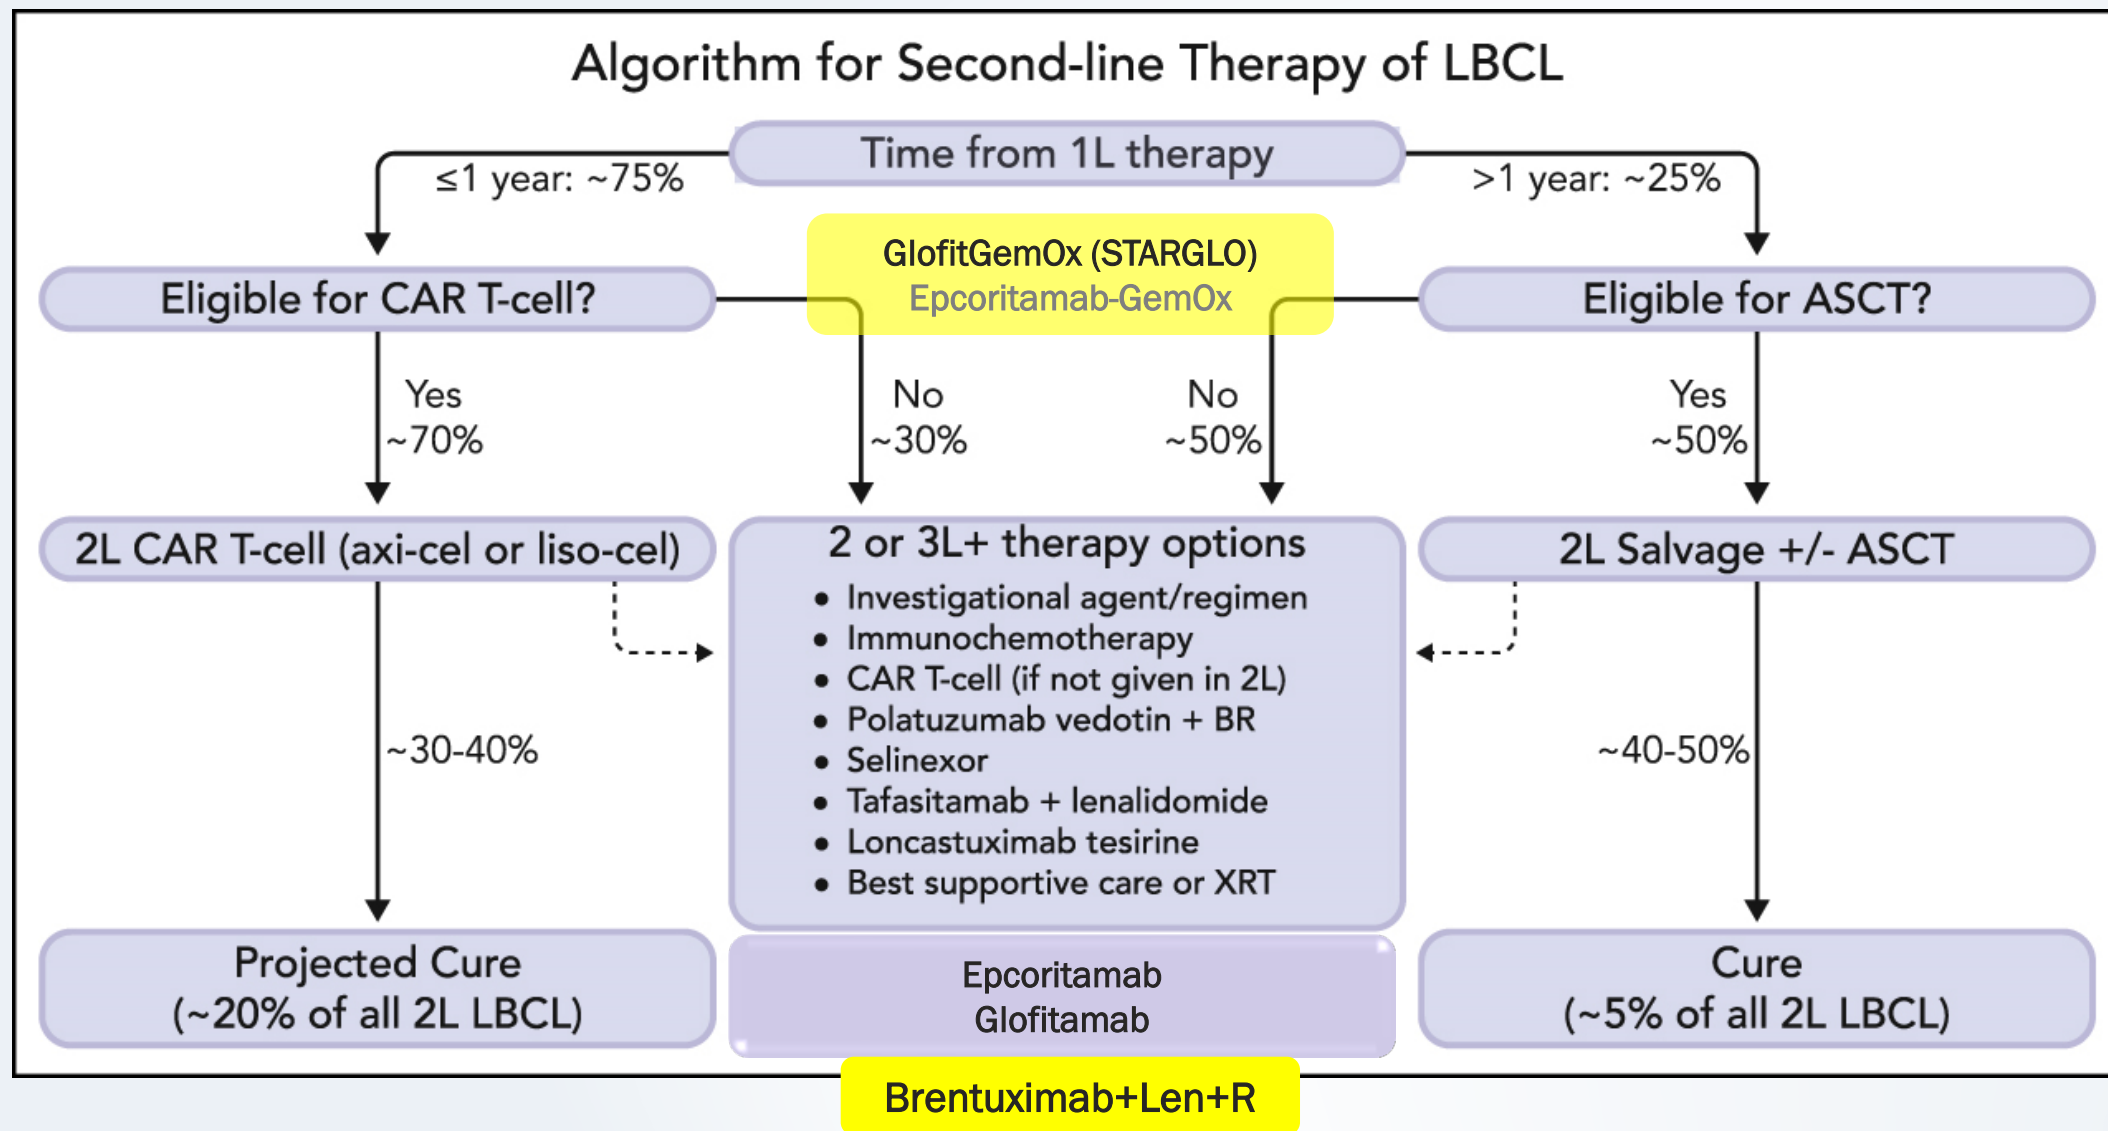 Algorithm for Second-line Therapy of LBCL
Time from 1L therapy
≤1 year: ~75%
>1 year: ~25%
GlofitGemOx (STARGLO)
Epcoritamab-GemOx
Eligible for CAR T-cell?
Eligible for ASCT?
Yes
~70%
No
~30%
No
~50%
Yes
~50%
2L CAR T-cell (axi-cel or liso-cel)
2 or 3L+ therapy options
• Investigational agent/regimen
• Immunochemotherapy
• CAR T-cell (if not given in 2L)
• Polatuzumab vedotin + BR
• Selinexor
• Tafasitamab + lenalidomide
• Loncastuximab tesirine
• Best supportive care or XRT
2L Salvage +/- ASCT
~30-40%
~40-50%
Projected Cure
(~20% of all 2L LBCL)
Epcoritamab
Glofitamab
Cure
(~5% of all 2L LBCL)
Brentuximab+Len+R